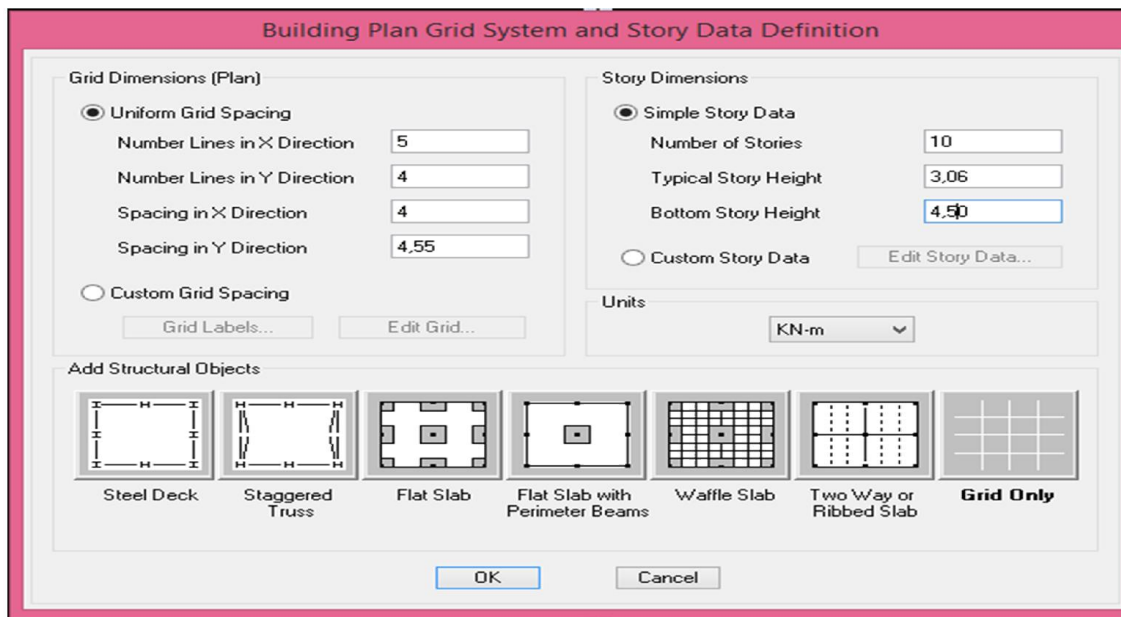 Building Plan Grid System and Story Data Definition
Grid Dimensions (Plan)
Uniform Grid Spacing
Number Lines in X Direction 5
Number Lines in Y Direction 4
Spacing in X Direction 4
Spacing in Y Direction 4,55
Custom Grid Spacing
Grid Labels... Edit Grid...
Story Dimensions
Simple Story Data
Number of Stories 10
Typical Story Height 3,06
Bottom Story Height 4,50
Custom Story Data Edit Story Data...
Units
KN-m
Add Structural Objects
Steel Deck
Staggered
Truss
Flat Slab
Flat Slab with
Perimeter Beams
Waffle Slab
Two Way or
Ribbed Slab
Grid Only
OK Cancel